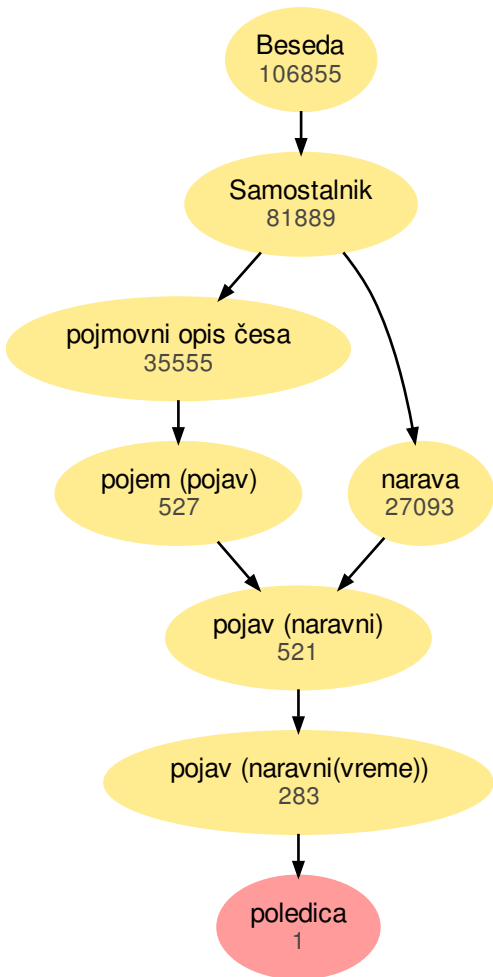 Beseda
106855
Samostalnik
81889
pojmovni opis česa
35555
pojem (pojav)
527
narava
27093
pojav (naravni)
521
pojav (naravni(vreme))
283
poledica
1